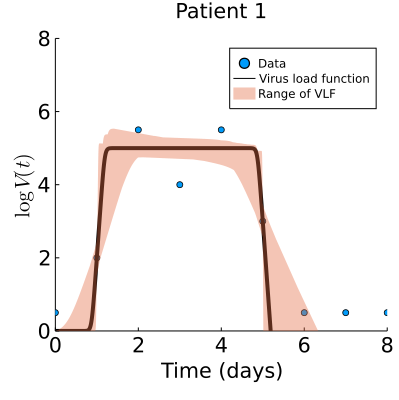 Patient 1
8
6
4
2
0
log V(t)
Data
Virus load function
Range of VLF
0 2 4 6 8
Time (days)